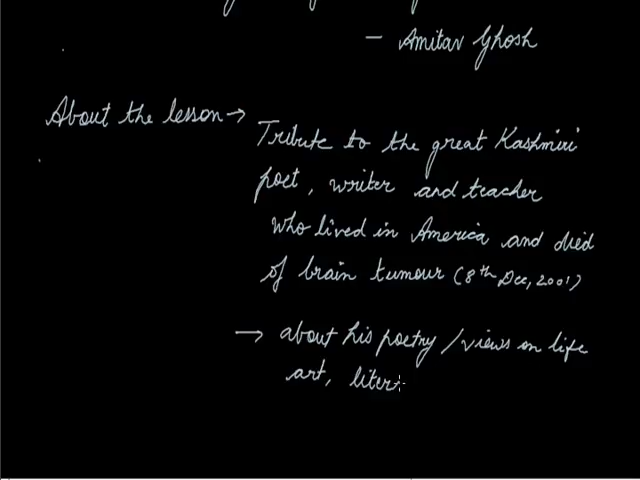 – Amitav Ghosh
About the lesson →
Tribute to the great Kashmiri
poet, writer and teacher
who lived in America and died
of brain tumour (8th Dec, 2001)
→ about his poetry / views on life
art, liter